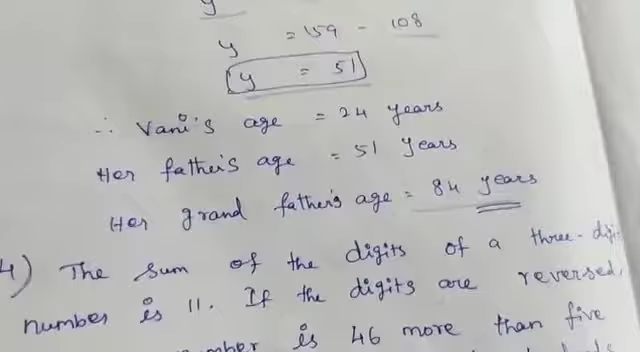 y
y = 159 - 108
y = 51
∴ Vani's age = 24 years
Her father's age = 51 years
Her grand father's age = 84 years
4) The sum of the digits of a three-digit
number is 11. If the digits are reversed,
number is 46 more than five